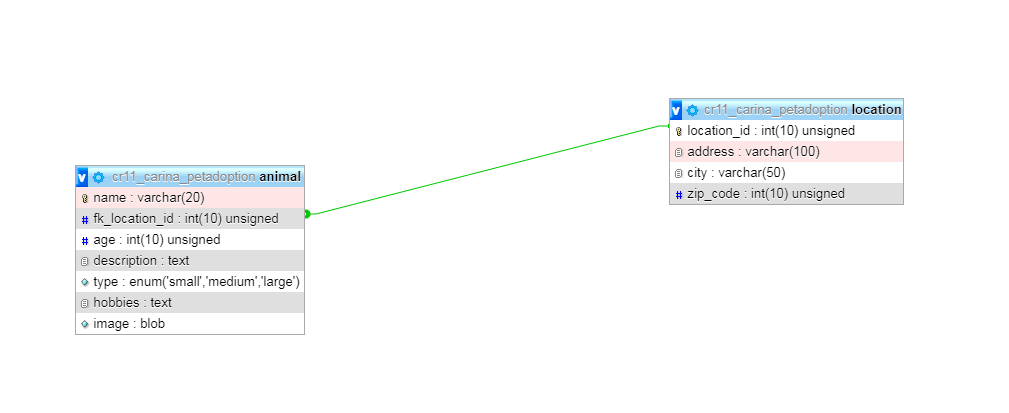 v cr11_carina_petadoption location
location_id : int(10) unsigned
address : varchar(100)
city : varchar(50)
# zip_code : int(10) unsigned
v cr11_carina_petadoption animal
name : varchar(20)
# fk_location_id : int(10) unsigned
# age : int(10) unsigned
description : text
type : enum('small','medium','large')
hobbies : text
image : blob